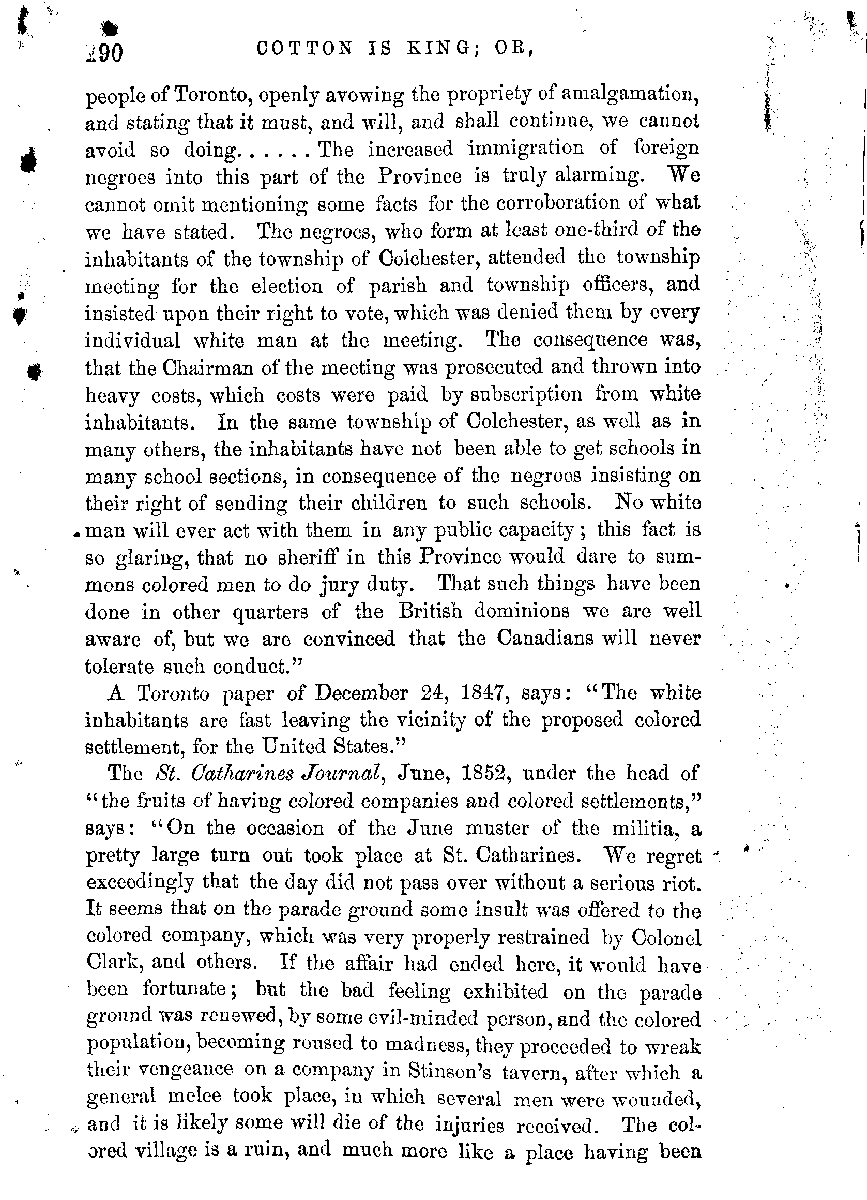 190 COTTON IS KING; OR,
people of Toronto, openly avowing the propriety of amalgamation,
and stating that it must, and will, and shall continue, we cannot
avoid so doing. . . . . . The increased immigration of foreign
negroes into this part of the Province is truly alarming. We
cannot omit mentioning some facts for the corroboration of what
we have stated. The negroes, who form at least one-third of the
inhabitants of the township of Colchester, attended the township
meeting for the election of parish and township officers, and
insisted upon their right to vote, which was denied them by every
individual white man at the meeting. The consequence was,
that the Chairman of the meeting was prosecuted and thrown into
heavy costs, which costs were paid by subscription from white
inhabitants. In the same township of Colchester, as well as in
many others, the inhabitants have not been able to get schools in
many school sections, in consequence of the negroes insisting on
their right of sending their children to such schools. No white
man will ever act with them in any public capacity; this fact is
so glaring, that no sheriff in this Province would dare to sum-
mons colored men to do jury duty. That such things have been
done in other quarters of the British dominions we are well
aware of, but we are convinced that the Canadians will never
tolerate such conduct.”
A Toronto paper of December 24, 1847, says: “The white
inhabitants are fast leaving the vicinity of the proposed colored
settlement, for the United States.”
The St. Catharines Journal, June, 1852, under the head of
“the fruits of having colored companies and colored settlements,”
says: “On the occasion of the June muster of the militia, a
pretty large turn out took place at St. Catharines. We regret
exceedingly that the day did not pass over without a serious riot.
It seems that on the parade ground some insult was offered to the
colored company, which was very properly restrained by Colonel
Clark, and others. If the affair had ended here, it would have
been fortunate; but the bad feeling exhibited on the parade
ground was renewed, by some evil-minded person, and the colored
population, becoming roused to madness, they proceeded to wreak
their vengeance on a company in Stinson’s tavern, after which a
general melee took place, in which several men were wounded,
and it is likely some will die of the injuries received. The col-
ored village is a ruin, and much more like a place having been